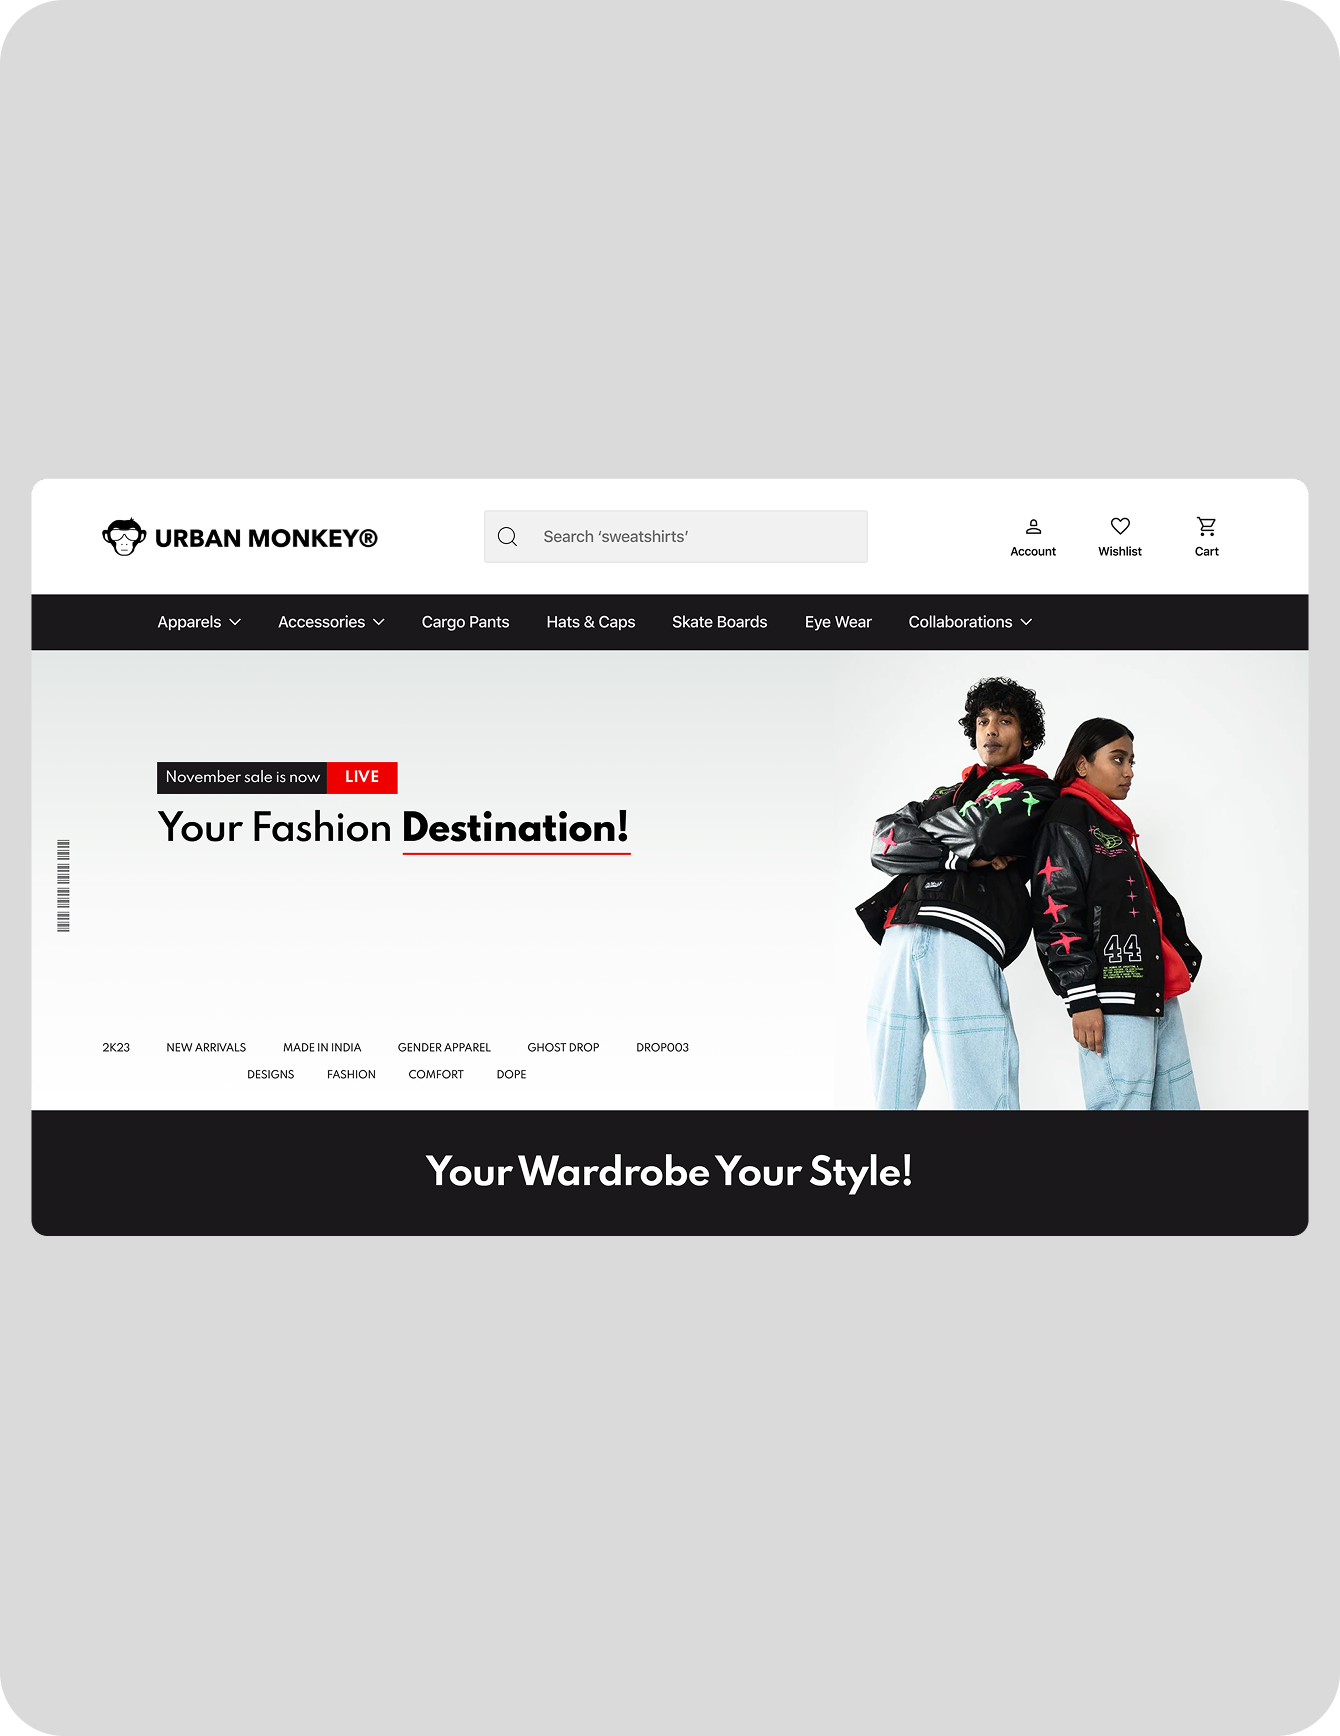 URBAN MONKEY®
Search ‘sweatshirts’
Account
Wishlist
Cart
Apparels
Accessories
Cargo Pants
Hats & Caps
Skate Boards
Eye Wear
Collaborations
November sale is now LIVE
Your Fashion Destination!
44
2K23 NEW ARRIVALS MADE IN INDIA GENDER APPAREL GHOST DROP DROP003
DESIGNS FASHION COMFORT DOPE
Your Wardrobe Your Style!